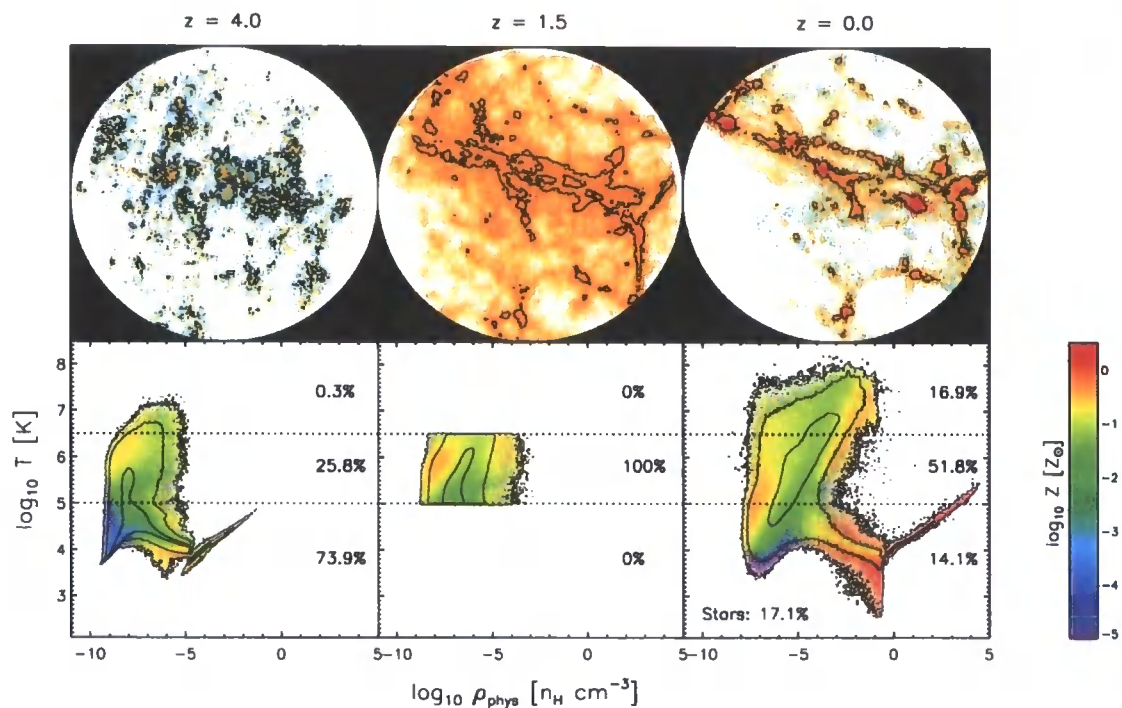 z = 4.0
z = 1.5
z = 0.0
8
7
6
5
4
3
log₁₀ T [K]
0.3%
25.8%
73.9%
0%
100%
0%
16.9%
51.8%
14.1%
Stars: 17.1%
-10 -5 0 5-10 -5 0 5-10 -5 0 5
log₁₀ ρphys [nH cm⁻³]
0
-1
-2
-3
-4
-5
log₁₀ Z [Z⊙]